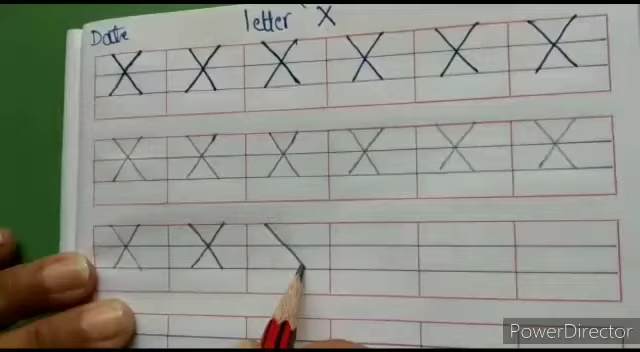 letter X
Date
X X X X X X
X X X X X X
X X
PowerDirector